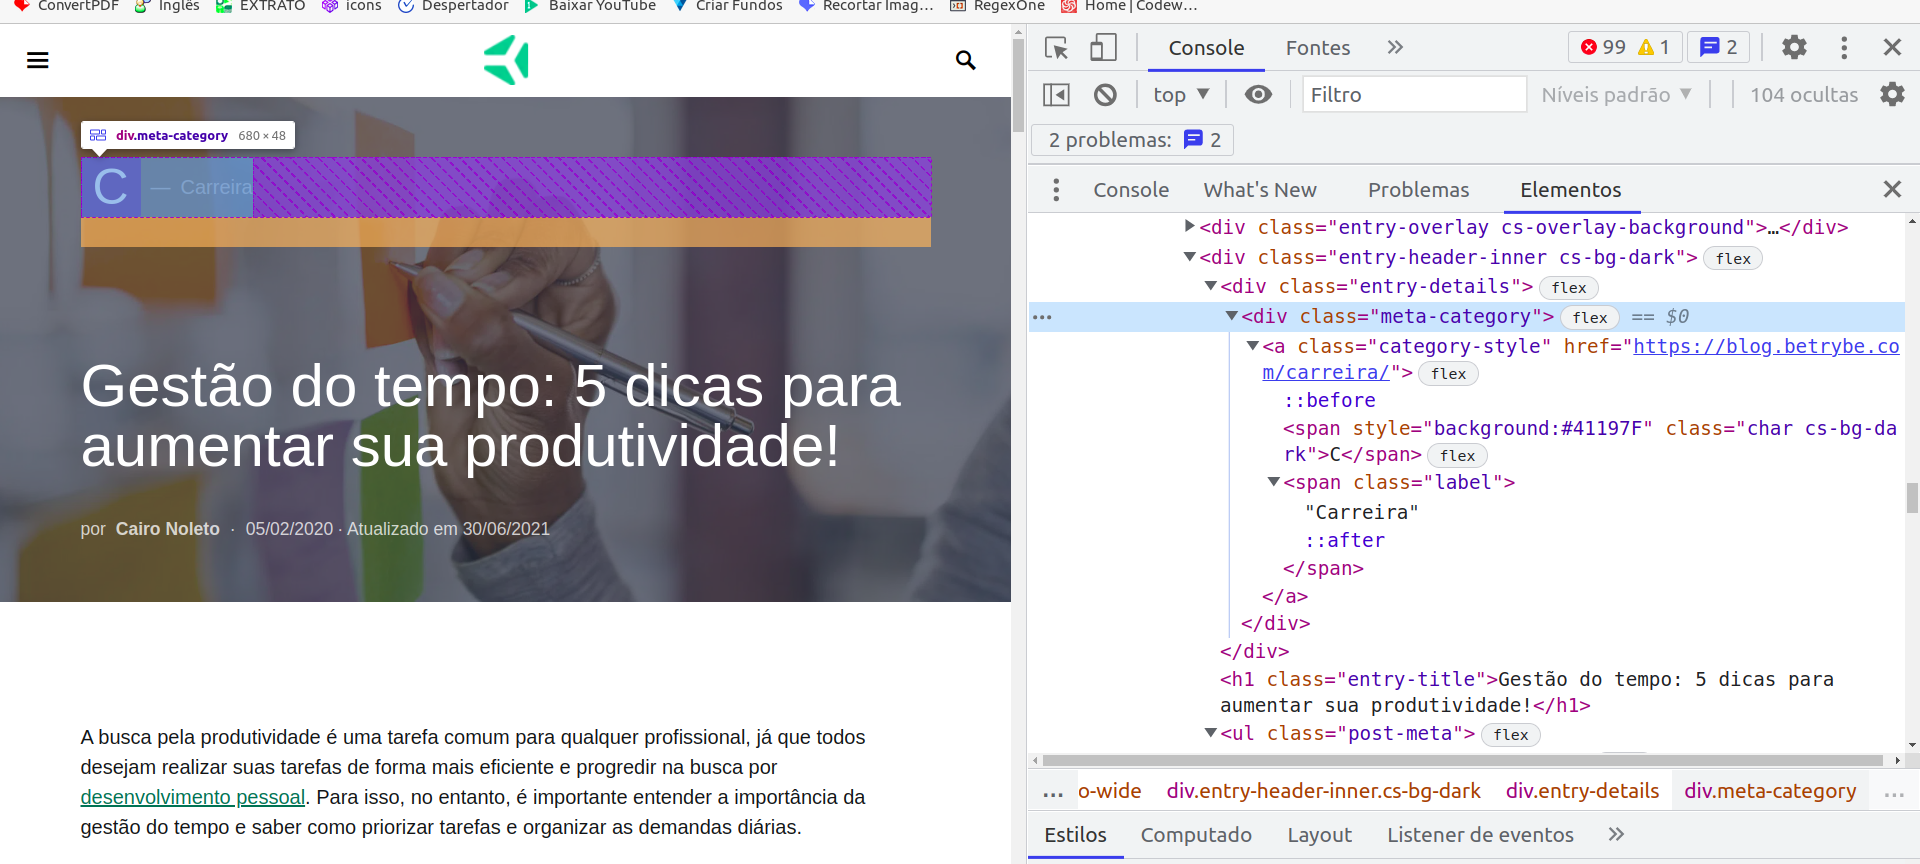 ConvertPDF Inglês EXTRATO icons Despertador Baixar YouTube Criar Fundos Recortar Imag… RegexOne Home | Codew…
div.meta-category 680 × 48
C — Carreira
Gestão do tempo: 5 dicas para
aumentar sua produtividade!
por Cairo Noleto · 05/02/2020 · Atualizado em 30/06/2021
A busca pela produtividade é uma tarefa comum para qualquer profissional, já que todos
desejam realizar suas tarefas de forma mais eficiente e progredir na busca por
desenvolvimento pessoal. Para isso, no entanto, é importante entender a importância da
gestão do tempo e saber como priorizar tarefas e organizar as demandas diárias.
Console Fontes 99 1 2
top Filtro Níveis padrão 104 ocultas
2 problemas: 2
Console What's New Problemas Elementos
<div class="entry-overlay cs-overlay-background">…</div>
<div class="entry-header-inner cs-bg-dark"> flex
<div class="entry-details"> flex
<div class="meta-category"> flex == $0
<a class="category-style" href="https://blog.betrybe.co
m/carreira/"> flex
::before
<span style="background:#41197F" class="char cs-bg-da
rk">C</span> flex
<span class="label">
"Carreira"
::after
</span>
</a>
</div>
</div>
<h1 class="entry-title">Gestão do tempo: 5 dicas para
aumentar sua produtividade!</h1>
<ul class="post-meta"> flex
… o-wide div.entry-header-inner.cs-bg-dark div.entry-details div.meta-category …
Estilos Computado Layout Listener de eventos